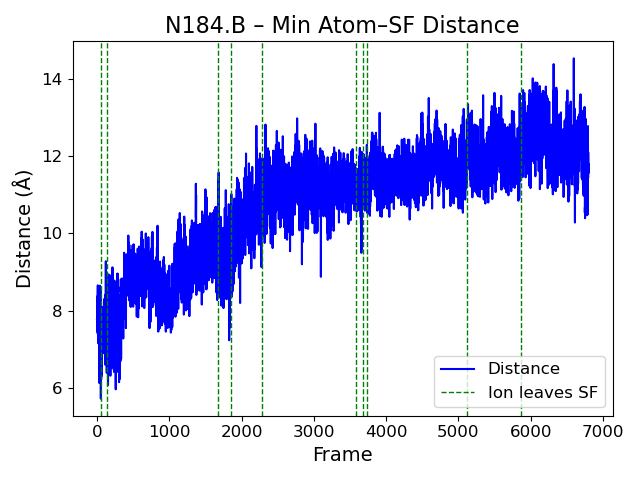 N184.B – Min Atom–SF Distance
Distance (Å)
14
12
10
8
6
0 1000 2000 3000 4000 5000 6000 7000
Frame
Distance
Ion leaves SF